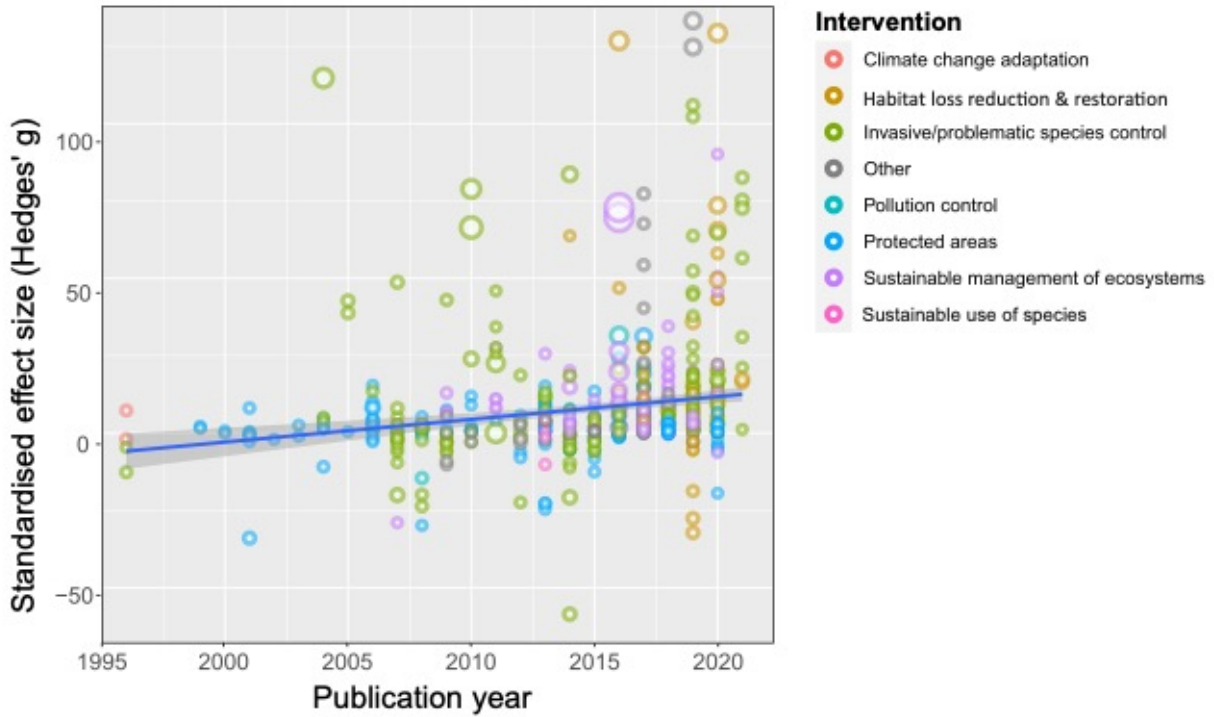 Standardised effect size (Hedges' g)
100
50
0
−50
1995
2000
2005
2010
2015
2020
Publication year
Intervention
Climate change adaptation
Habitat loss reduction & restoration
Invasive/problematic species control
Other
Pollution control
Protected areas
Sustainable management of ecosystems
Sustainable use of species